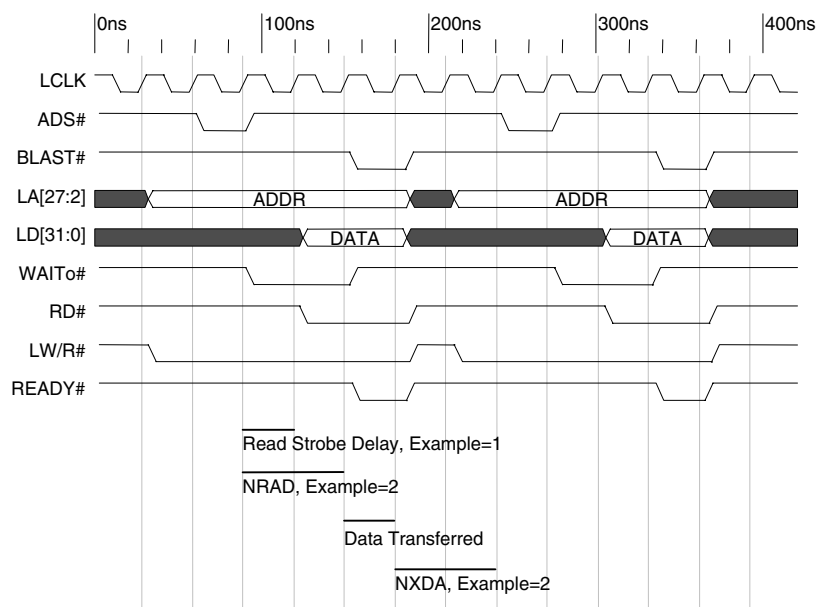 0ns 100ns 200ns 300ns 400ns
LCLK
ADS#
BLAST#
LA[27:2] ADDR ADDR
LD[31:0] DATA DATA
WAITo#
RD#
LW/R#
READY#
Read Strobe Delay, Example=1
NRAD, Example=2
Data Transferred
NXDA, Example=2